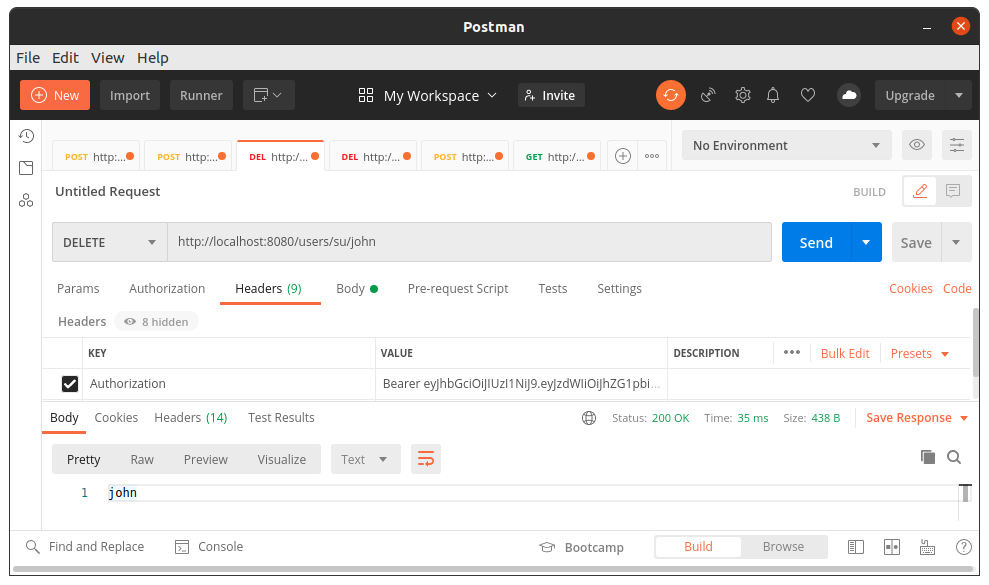 Postman
File Edit View Help
New Import Runner My Workspace Invite Upgrade
POST http:... POST http:... DEL http:/... DEL http:/... POST http:... GET http:/... No Environment
Untitled Request BUILD
DELETE http://localhost:8080/users/su/john Send Save
Params Authorization Headers (9) Body Pre-request Script Tests Settings Cookies Code
Headers 8 hidden
KEY VALUE DESCRIPTION Bulk Edit Presets
Authorization Bearer eyJhbGciOiJIUzI1NiJ9.eyJzdWIiOiJhZG1pbi...
Body Cookies Headers (14) Test Results Status: 200 OK Time: 35 ms Size: 438 B Save Response
Pretty Raw Preview Visualize Text
1 john
Find and Replace Console Bootcamp Build Browse